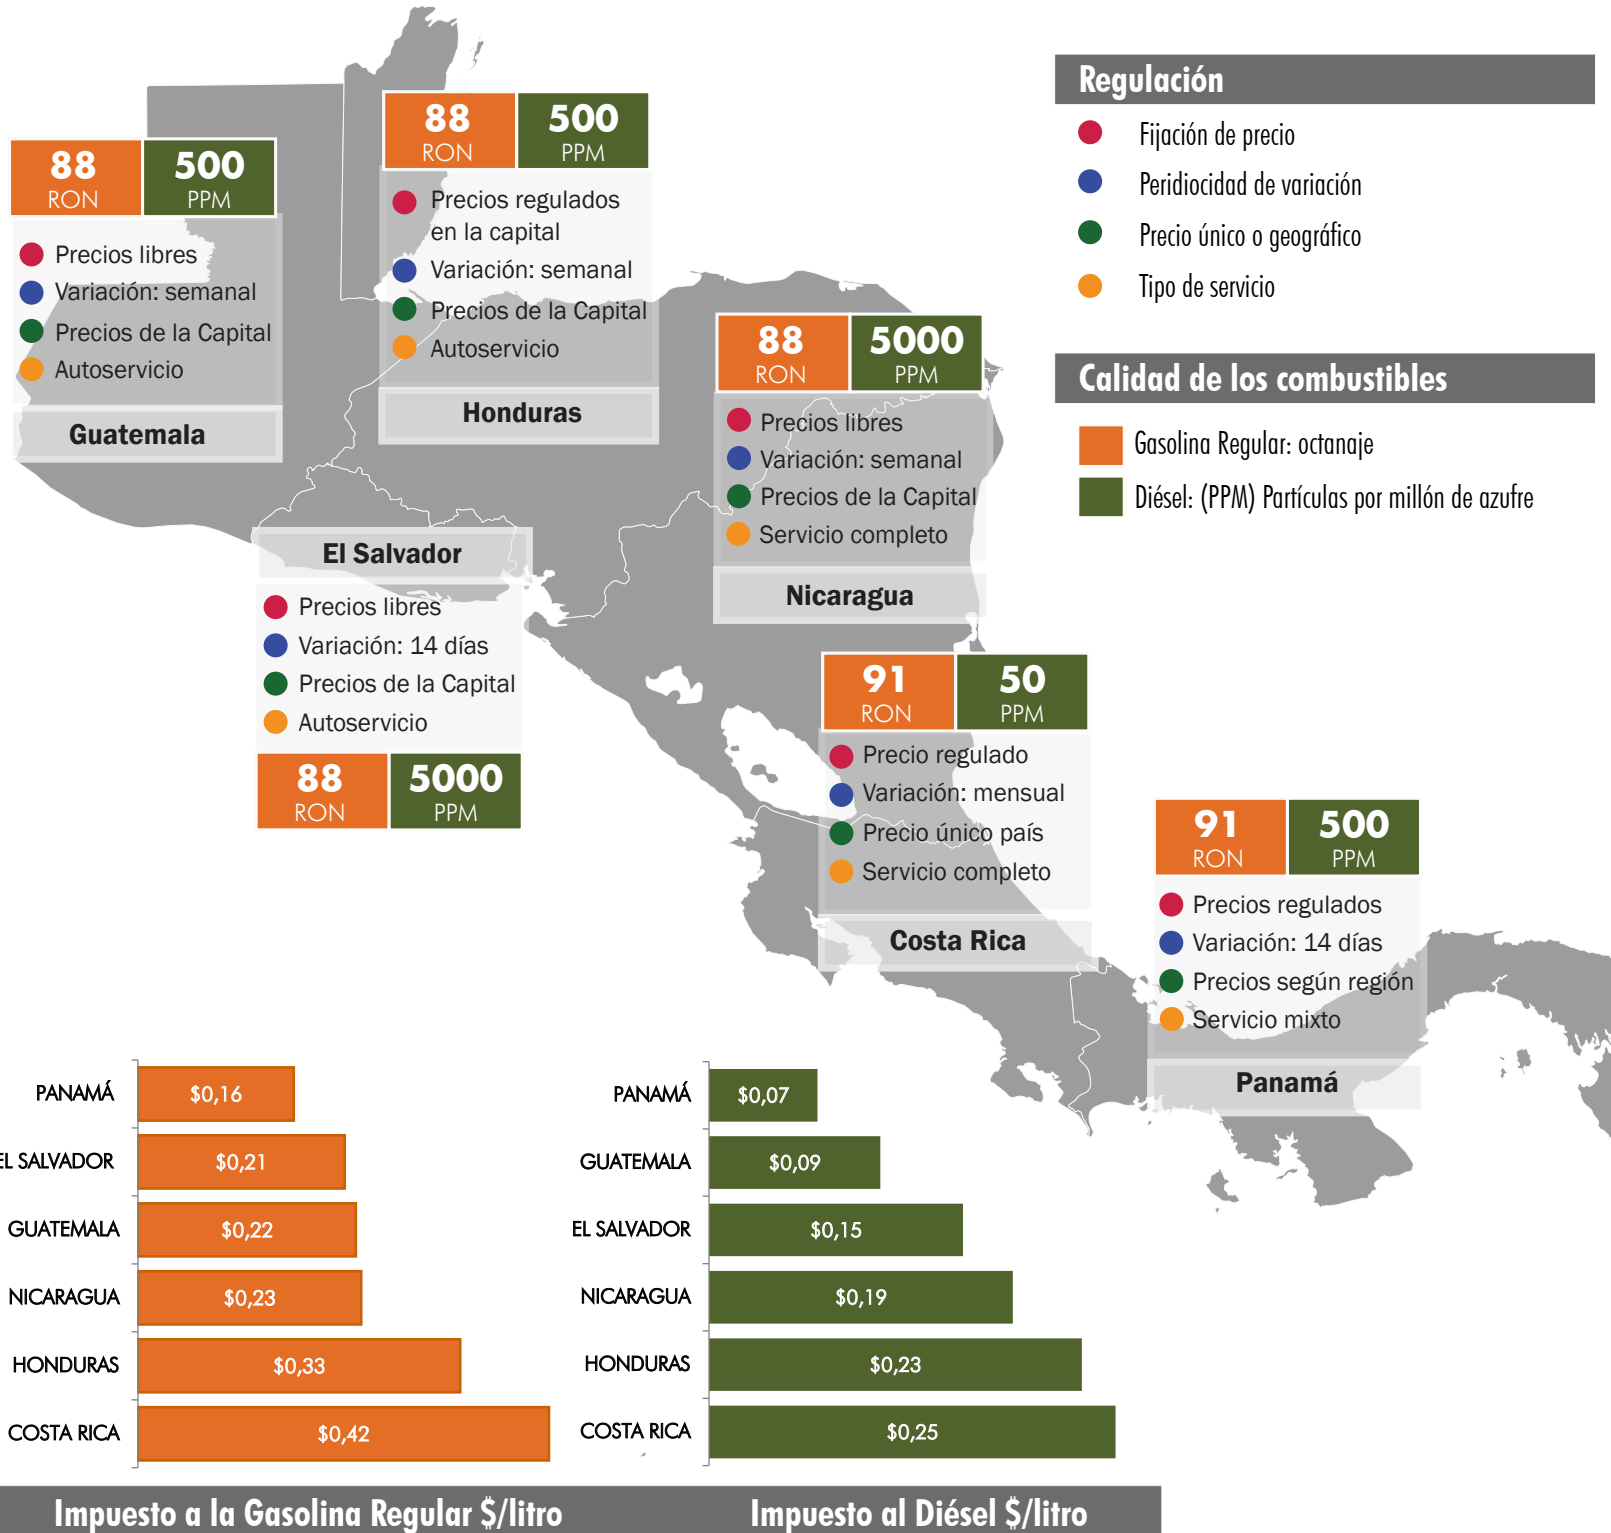 88
RON
500
PPM
Precios libres
Variación: semanal
Precios de la Capital
Autoservicio
Guatemala
88
RON
500
PPM
Precios regulados
en la capital
Variación: semanal
Precios de la Capital
Autoservicio
Honduras
Regulación
Fijación de precio
Peridiocidad de variación
Precio único o geográfico
Tipo de servicio
Calidad de los combustibles
Gasolina Regular: octanaje
Diésel: (PPM) Partículas por millón de azufre
88
RON
5000
PPM
Precios libres
Variación: semanal
Precios de la Capital
Servicio completo
Nicaragua
El Salvador
Precios libres
Variación: 14 días
Precios de la Capital
Autoservicio
88
RON
5000
PPM
91
RON
50
PPM
Precio regulado
Variación: mensual
Precio único país
Servicio completo
Costa Rica
91
RON
500
PPM
Precios regulados
Variación: 14 días
Precios según región
Servicio mixto
Panamá
PANAMÁ $0,16
EL SALVADOR $0,21
GUATEMALA $0,22
NICARAGUA $0,23
HONDURAS $0,33
COSTA RICA $0,42
Impuesto a la Gasolina Regular $/litro
PANAMÁ $0,07
GUATEMALA $0,09
EL SALVADOR $0,15
NICARAGUA $0,19
HONDURAS $0,23
COSTA RICA $0,25
Impuesto al Diésel $/litro